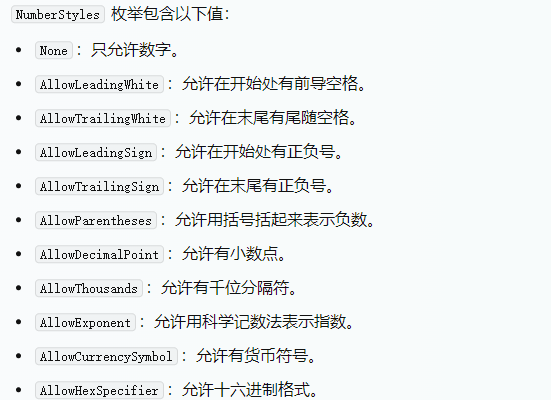 NumberStyles 枚举包含以下值：
• None：只允许数字。
• AllowLeadingWhite：允许在开始处有前导空格。
• AllowTrailingWhite：允许在末尾有尾随空格。
• AllowLeadingSign：允许在开始处有正负号。
• AllowTrailingSign：允许在末尾有正负号。
• AllowParentheses：允许用括号括起来表示负数。
• AllowDecimalPoint：允许有小数点。
• AllowThousands：允许有千位分隔符。
• AllowExponent：允许用科学记数法表示指数。
• AllowCurrencySymbol：允许有货币符号。
• AllowHexSpecifier：允许十六进制格式。